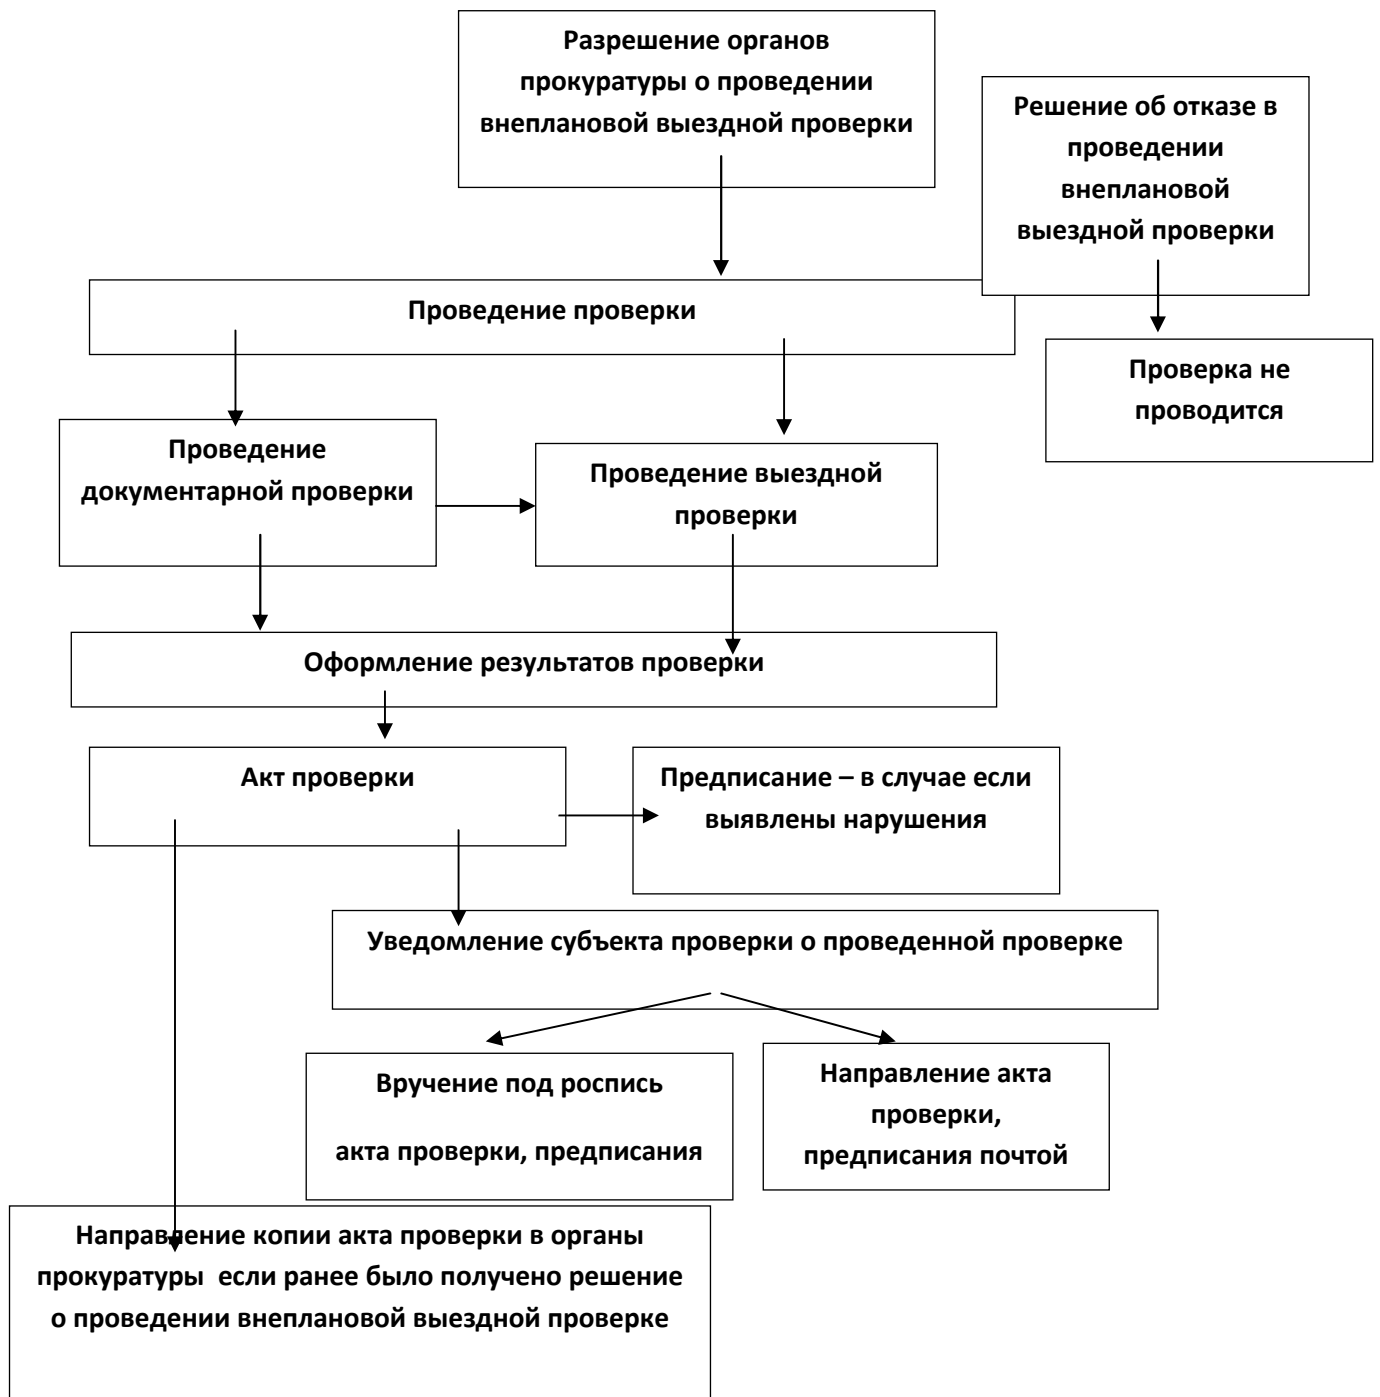 Разрешение органов
прокуратуры о проведении
внеплановой выездной проверки
Решение об отказе в
проведении
внеплановой
выездной проверки
Проведение проверки
Проверка не
проводится
Проведение
документарной проверки
Проведение выездной
проверки
Оформление результатов проверки
Акт проверки
Предписание – в случае если
выявлены нарушения
Уведомление субъекта проверки о проведенной проверке
Вручение под роспись
акта проверки, предписания
Направление акта
проверки,
предписания почтой
Направление копии акта проверки в органы
прокуратуры  если ранее было получено решение
о проведении внеплановой выездной проверке